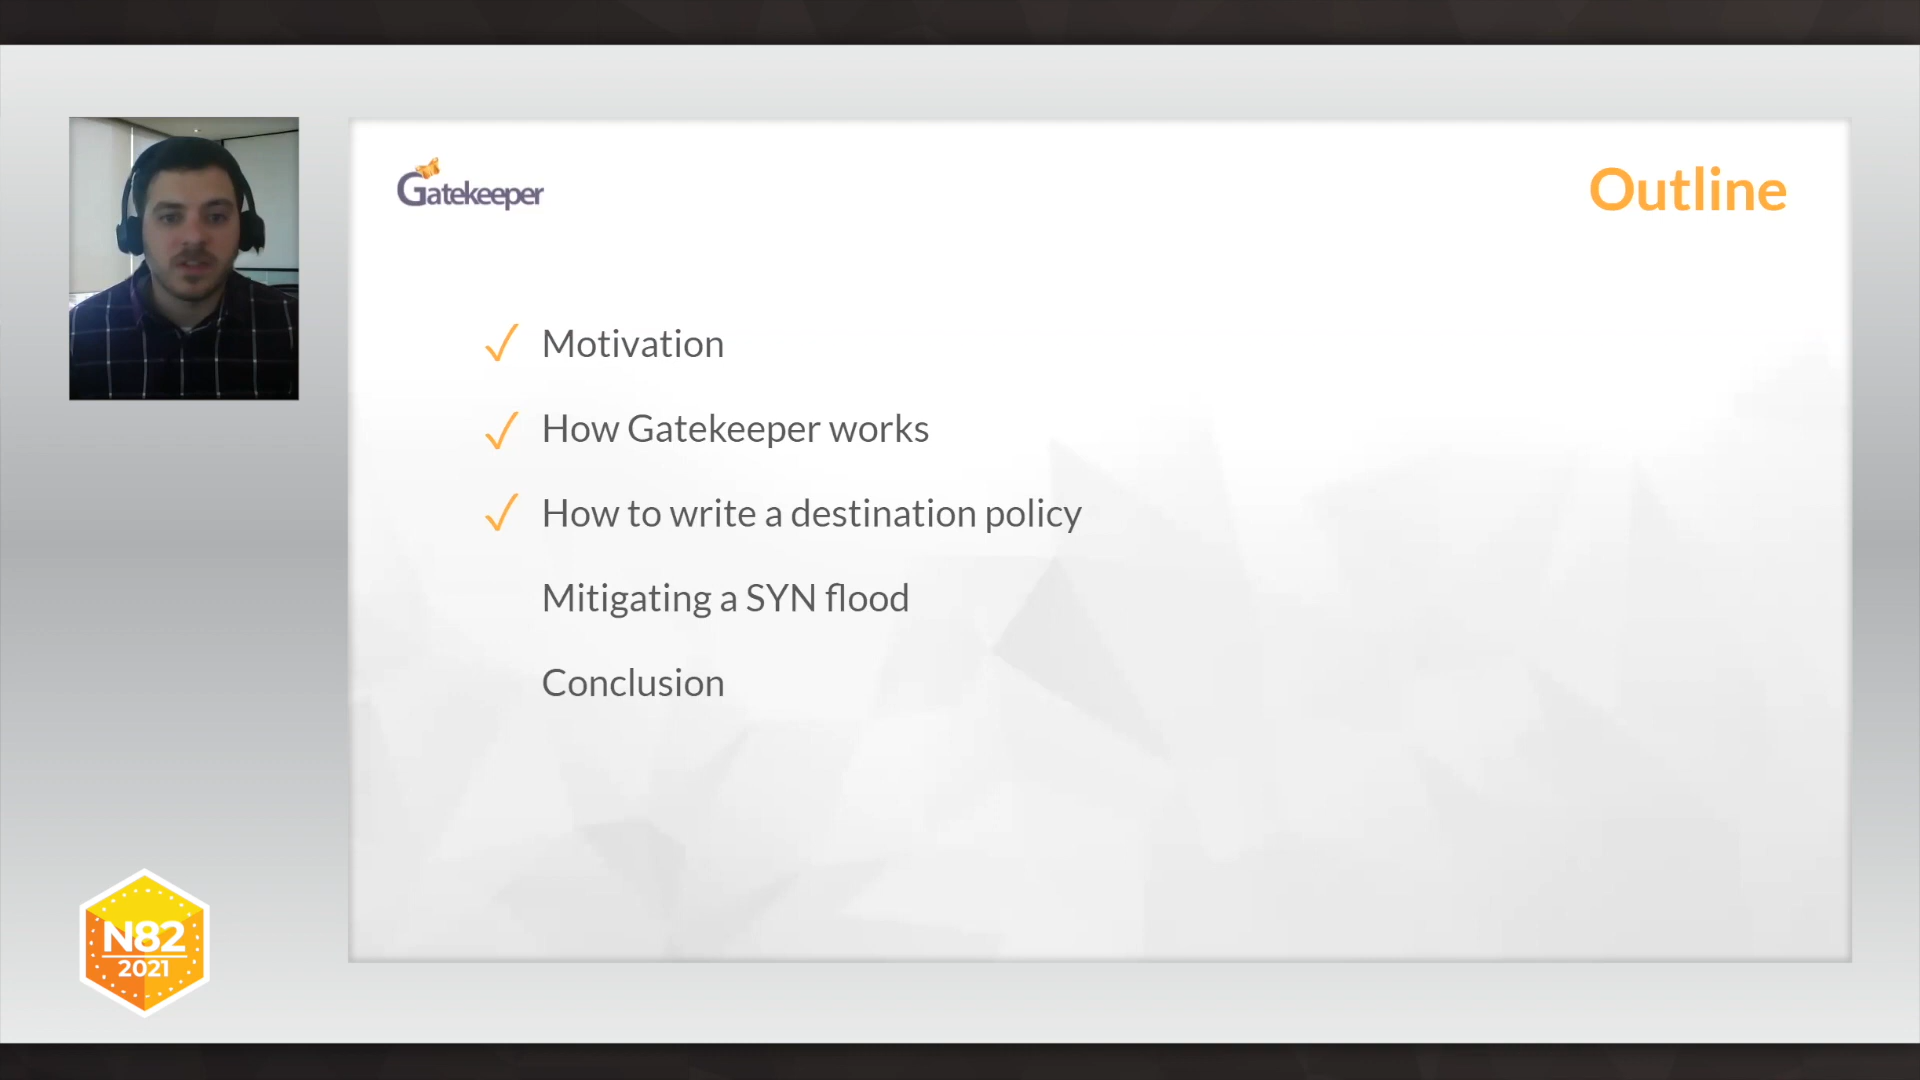 Gatekeeper
Outline
✓ Motivation
✓ How Gatekeeper works
✓ How to write a destination policy
Mitigating a SYN flood
Conclusion
N82
2021